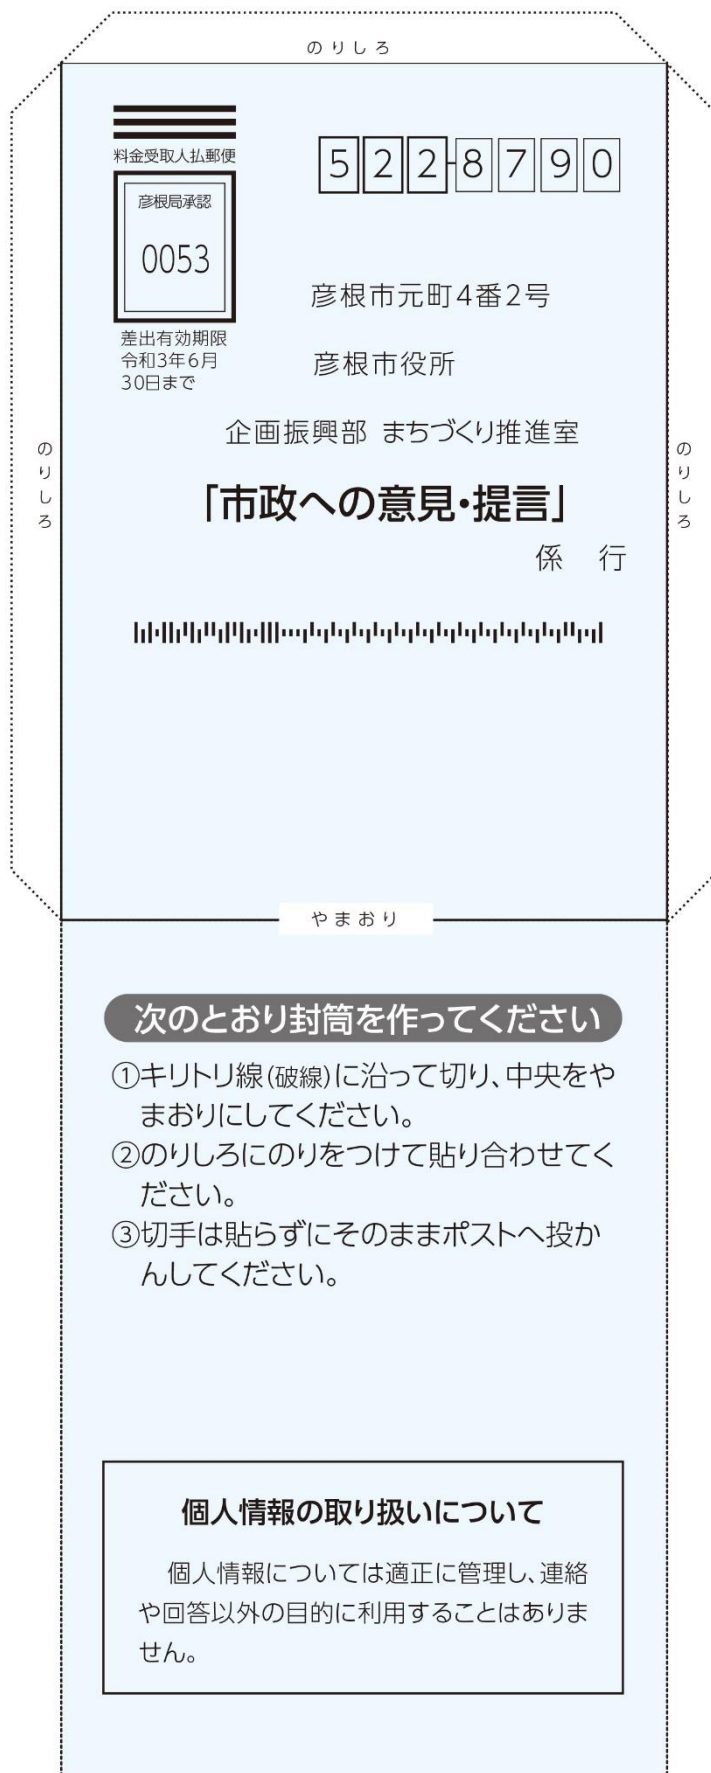 のりしろ
料金受取人払郵便
彦根局承認
0053
差出有効期限
令和3年6月
30日まで
522-8790
彦根市元町4番2号
彦根市役所
企画振興部 まちづくり推進室
「市政への意見・提言」
係 行
のりしろ
のりしろ
やまおり
次のとおり封筒を作ってください
①キリトリ線(破線)に沿って切り、中央をや
まおりにしてください。
②のりしろにのりをつけて貼り合わせてく
ださい。
③切手は貼らずにそのままポストへ投か
んしてください。
個人情報の取り扱いについて
個人情報については適正に管理し、連絡
や回答以外の目的に利用することはありま
せん。